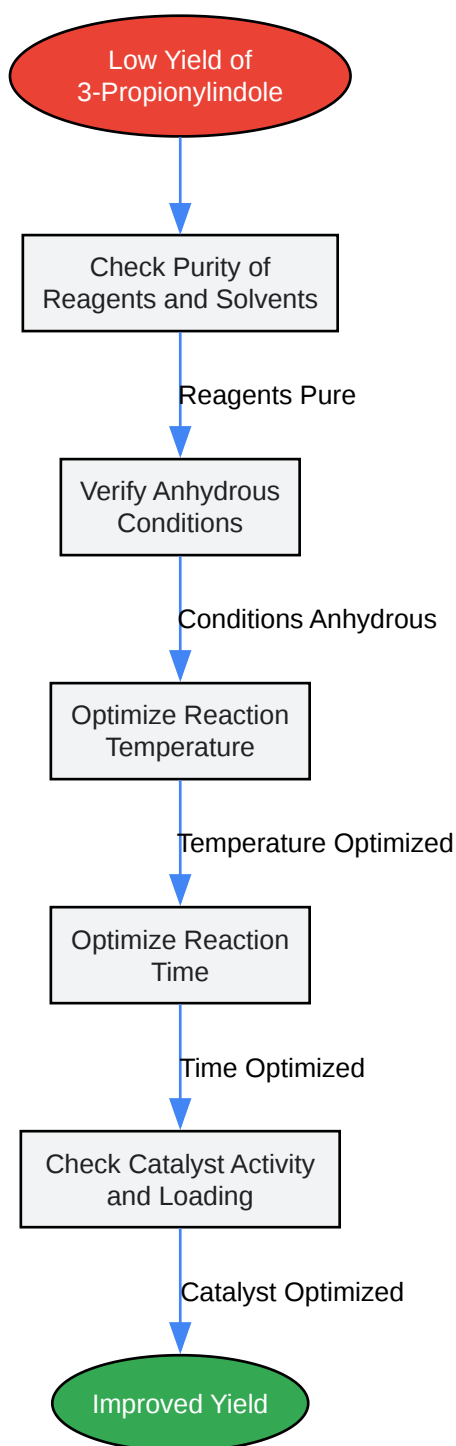 Low Yield of
3-Propionylindole
Check Purity of
Reagents and Solvents
Reagents Pure
Verify Anhydrous
Conditions
Conditions Anhydrous
Optimize Reaction
Temperature
Temperature Optimized
Optimize Reaction
Time
Time Optimized
Check Catalyst Activity
and Loading
Catalyst Optimized
Improved Yield